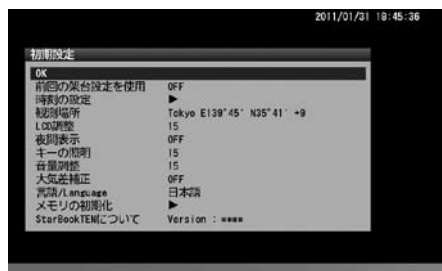 2011/01/31 19:45:36
初期設定
OK
前回の架台設定を使用 OFF
時刻の設定 ▶
観測場所 Tokyo E139°45' N35°41' +9
LCD調整 15
夜間表示 OFF
キーの照明 15
音量調整 15
大気差補正 OFF
言語/Language 日本語
メモリの初期化 ▶
StarBookTENについて Version : ****